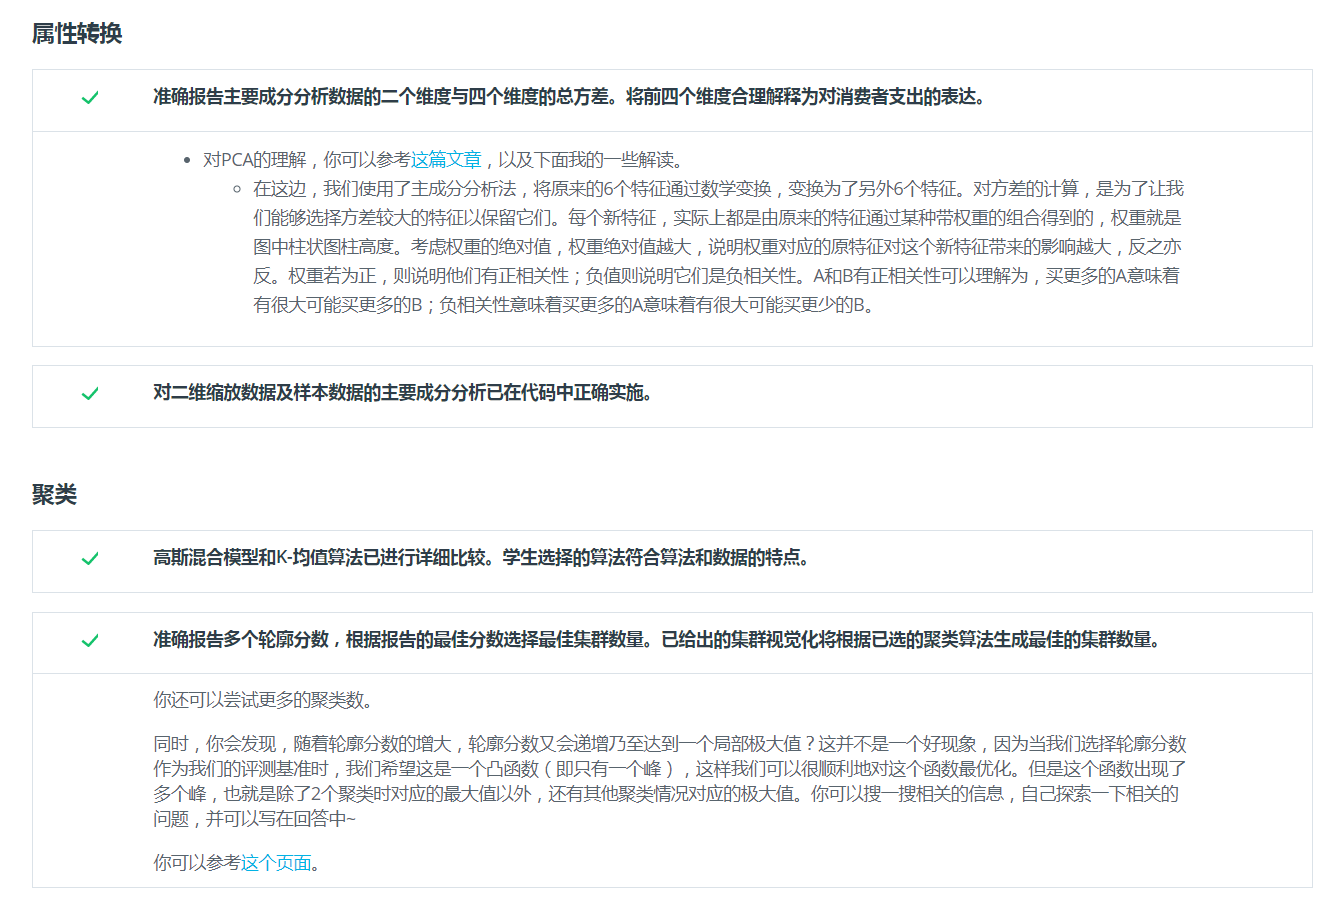 属性转换
准确报告主要成分分析数据的二个维度与四个维度的总方差。将前四个维度合理解释为对消费者支出的表达。
对PCA的理解，你可以参考这篇文章，以及下面我的一些解读。
在这边，我们使用了主成分分析法，将原来的6个特征通过数学变换，变换为了另外6个特征。对方差的计算，是为了让我
们能够选择方差较大的特征以保留它们。每个新特征，实际上都是由原来的特征通过某种带权重的组合得到的，权重就是
图中柱状图柱高度。考虑权重的绝对值，权重绝对值越大，说明权重对应的原特征对这个新特征带来的影响越大，反之亦
反。权重若为正，则说明他们有正相关性；负值则说明它们是负相关性。A和B有正相关性可以理解为，买更多的A意味着
有很大可能买更多的B；负相关性意味着买更多的A意味着有很大可能买更少的B。
对二维缩放数据及样本数据的主要成分分析已在代码中正确实施。
聚类
高斯混合模型和K-均值算法已进行详细比较。学生选择的算法符合算法和数据的特点。
准确报告多个轮廓分数，根据报告的最佳分数选择最佳集群数量。已给出的集群视觉化将根据已选的聚类算法生成最佳的集群数量。
你还可以尝试更多的聚类数。
同时，你会发现，随着轮廓分数的增大，轮廓分数又会递增乃至达到一个局部极大值？这并不是一个好现象，因为当我们选择轮廓分数
作为我们的评测基准时，我们希望这是一个凸函数（即只有一个峰），这样我们可以很顺利地对这个函数最优化。但是这个函数出现了
多个峰，也就是除了2个聚类时对应的最大值以外，还有其他聚类情况对应的极大值。你可以搜一搜相关的信息，自己探索一下相关的
问题，并可以写在回答中~
你可以参考这个页面。